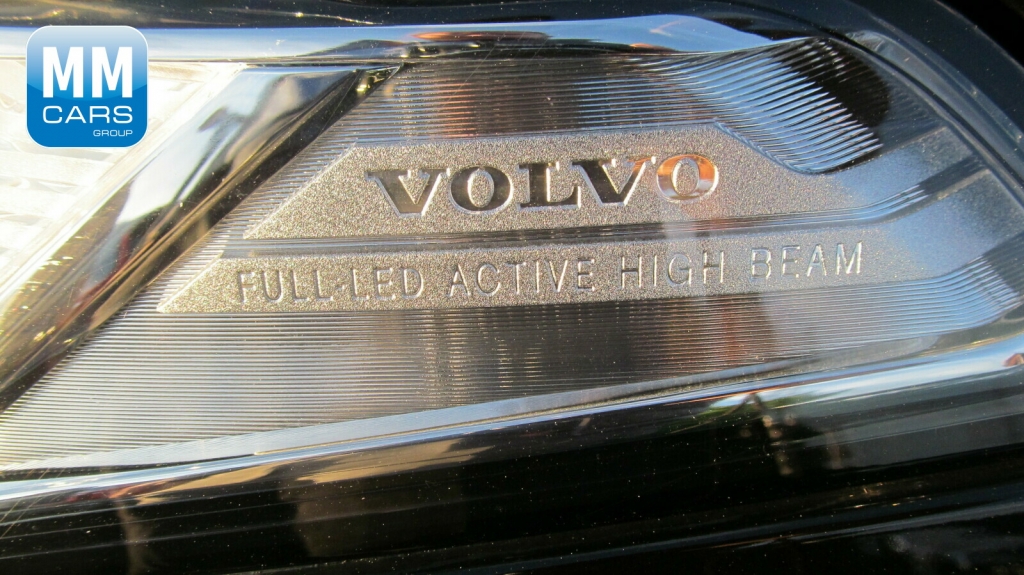 MM
CARS
GROUP
VOLVO
FULL-LED ACTIVE HIGH BEAM